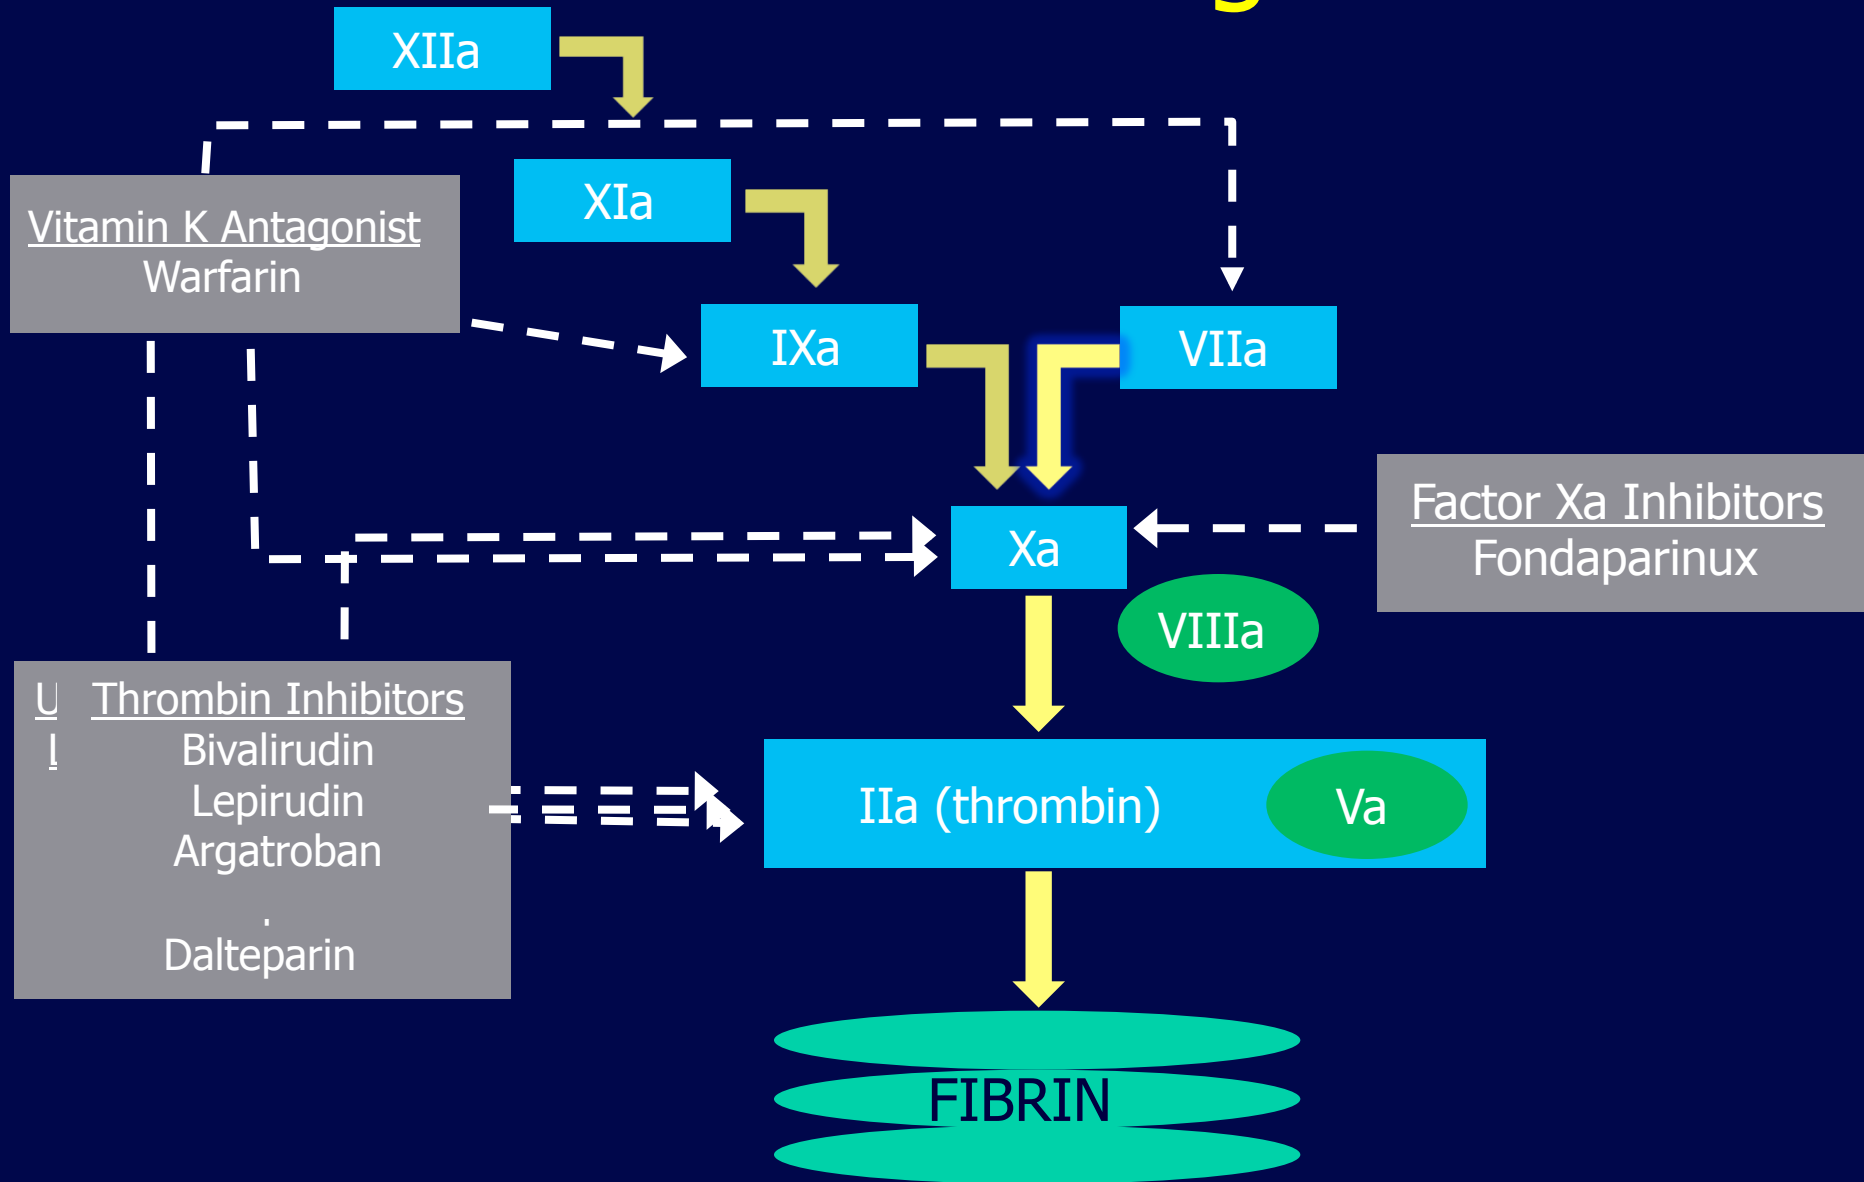 XIIa
XIa
Vitamin K Antagonist
Warfarin
IXa
VIIa
Factor Xa Inhibitors
Fondaparinux
Xa
VIIIa
U
Thrombin Inhibitors
Bivalirudin
Lepirudin
Argatroban
.
Dalteparin
IIa (thrombin)
Va
FIBRIN